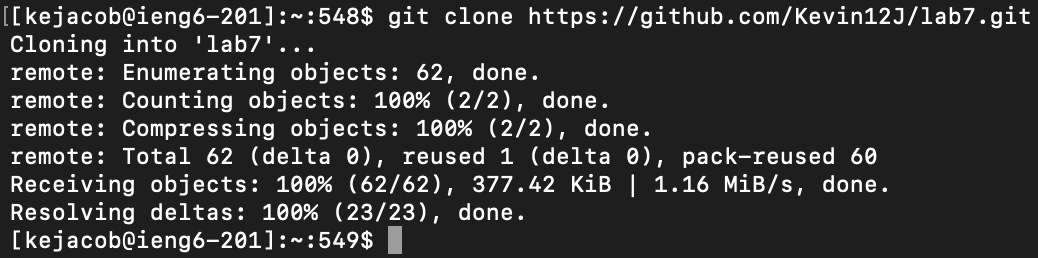 [[kejacob@ieng6-201]:~:548$ git clone https://github.com/Kevin12J/lab7.git
Cloning into 'lab7'...
remote: Enumerating objects: 62, done.
remote: Counting objects: 100% (2/2), done.
remote: Compressing objects: 100% (2/2), done.
remote: Total 62 (delta 0), reused 1 (delta 0), pack-reused 60
Receiving objects: 100% (62/62), 377.42 KiB | 1.16 MiB/s, done.
Resolving deltas: 100% (23/23), done.
[kejacob@ieng6-201]:~:549$